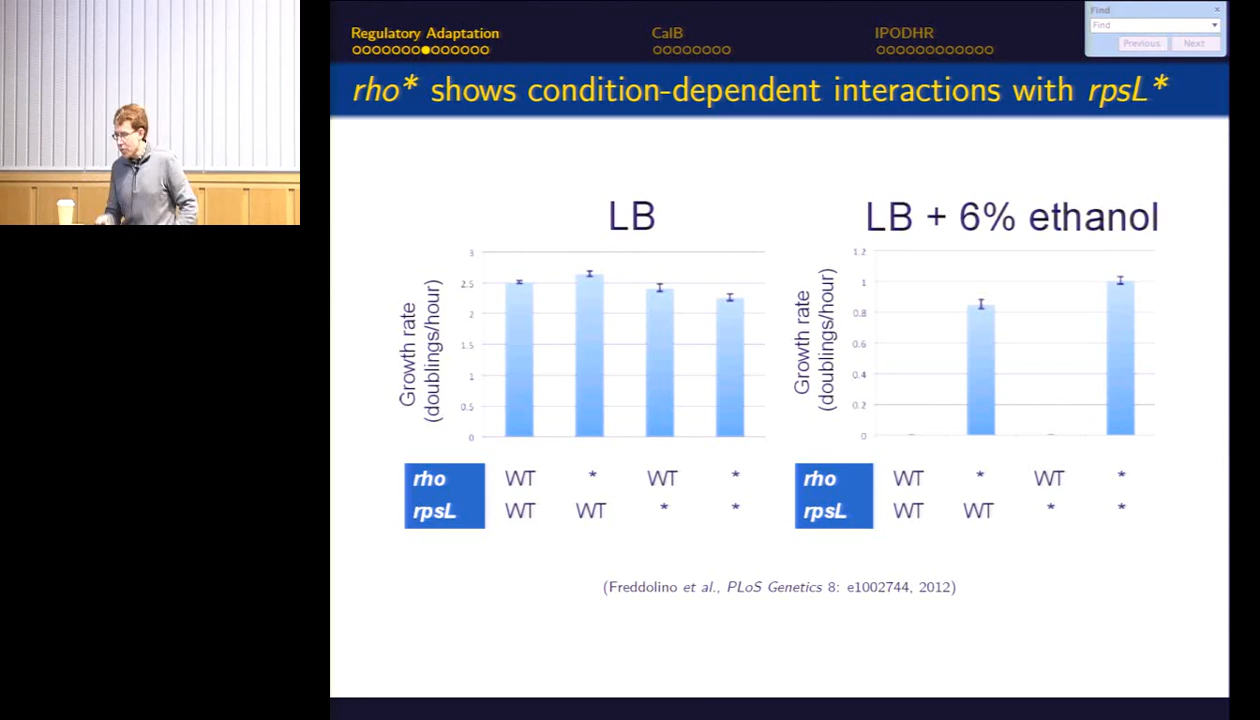 Regulatory Adaptation
CalB
IPODHR
Find
Find
Previous
Next
rho* shows condition-dependent interactions with rpsL*
LB
Growth rate
(doublings/hour)
3
2.5
2
1.5
1
0.5
0
rho WT * WT *
rpsL WT WT * *
LB + 6% ethanol
Growth rate
(doublings/hour)
1.2
1
0.8
0.6
0.4
0.2
0
rho WT * WT *
rpsL WT WT * *
(Freddolino et al., PLoS Genetics 8: e1002744, 2012)